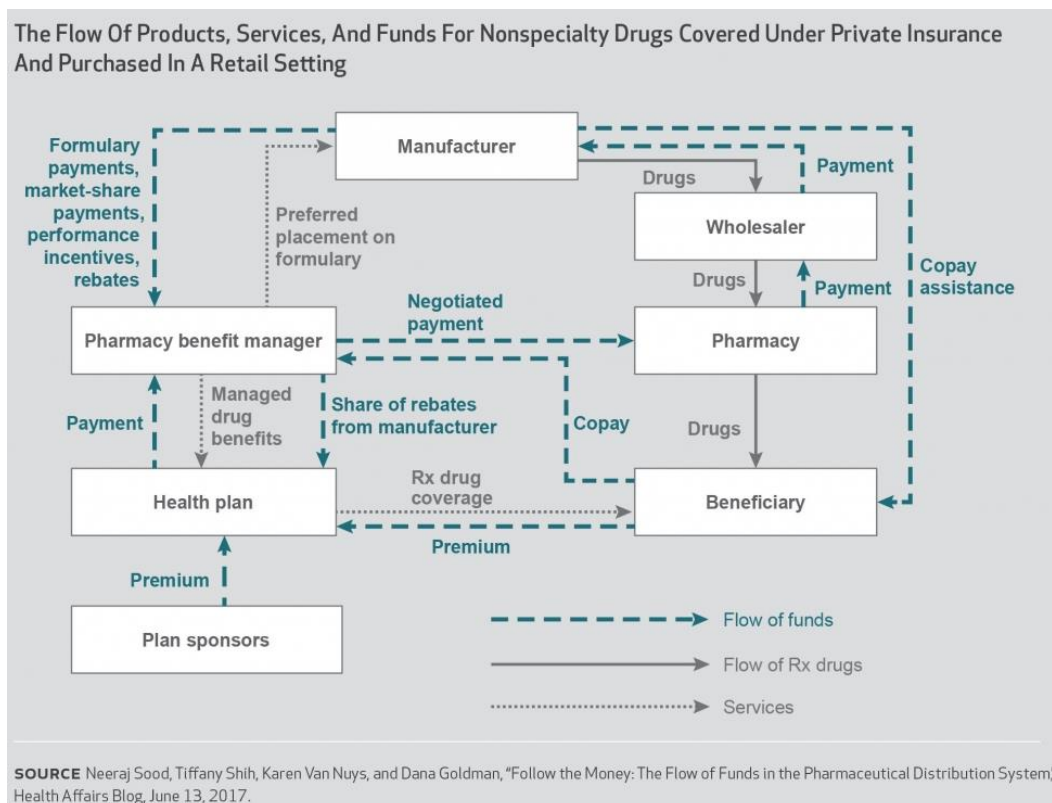 The Flow Of Products, Services, And Funds For Nonspecialty Drugs Covered Under Private Insurance
And Purchased In A Retail Setting
Manufacturer
Formulary
payments,
market-share
payments,
performance
incentives,
rebates
Preferred
placement on
formulary
Drugs
Payment
Wholesaler
Copay
assistance
Drugs
Payment
Negotiated
payment
Pharmacy benefit manager
Pharmacy
Payment
Managed
drug
benefits
Share of rebates
from manufacturer
Copay
Drugs
Health plan
Rx drug
coverage
Beneficiary
Premium
Premium
Plan sponsors
Flow of funds
Flow of Rx drugs
Services
SOURCE Neeraj Sood, Tiffany Shih, Karen Van Nuys, and Dana Goldman, "Follow the Money: The Flow of Funds in the Pharmaceutical Distribution System,"
Health Affairs Blog, June 13, 2017.